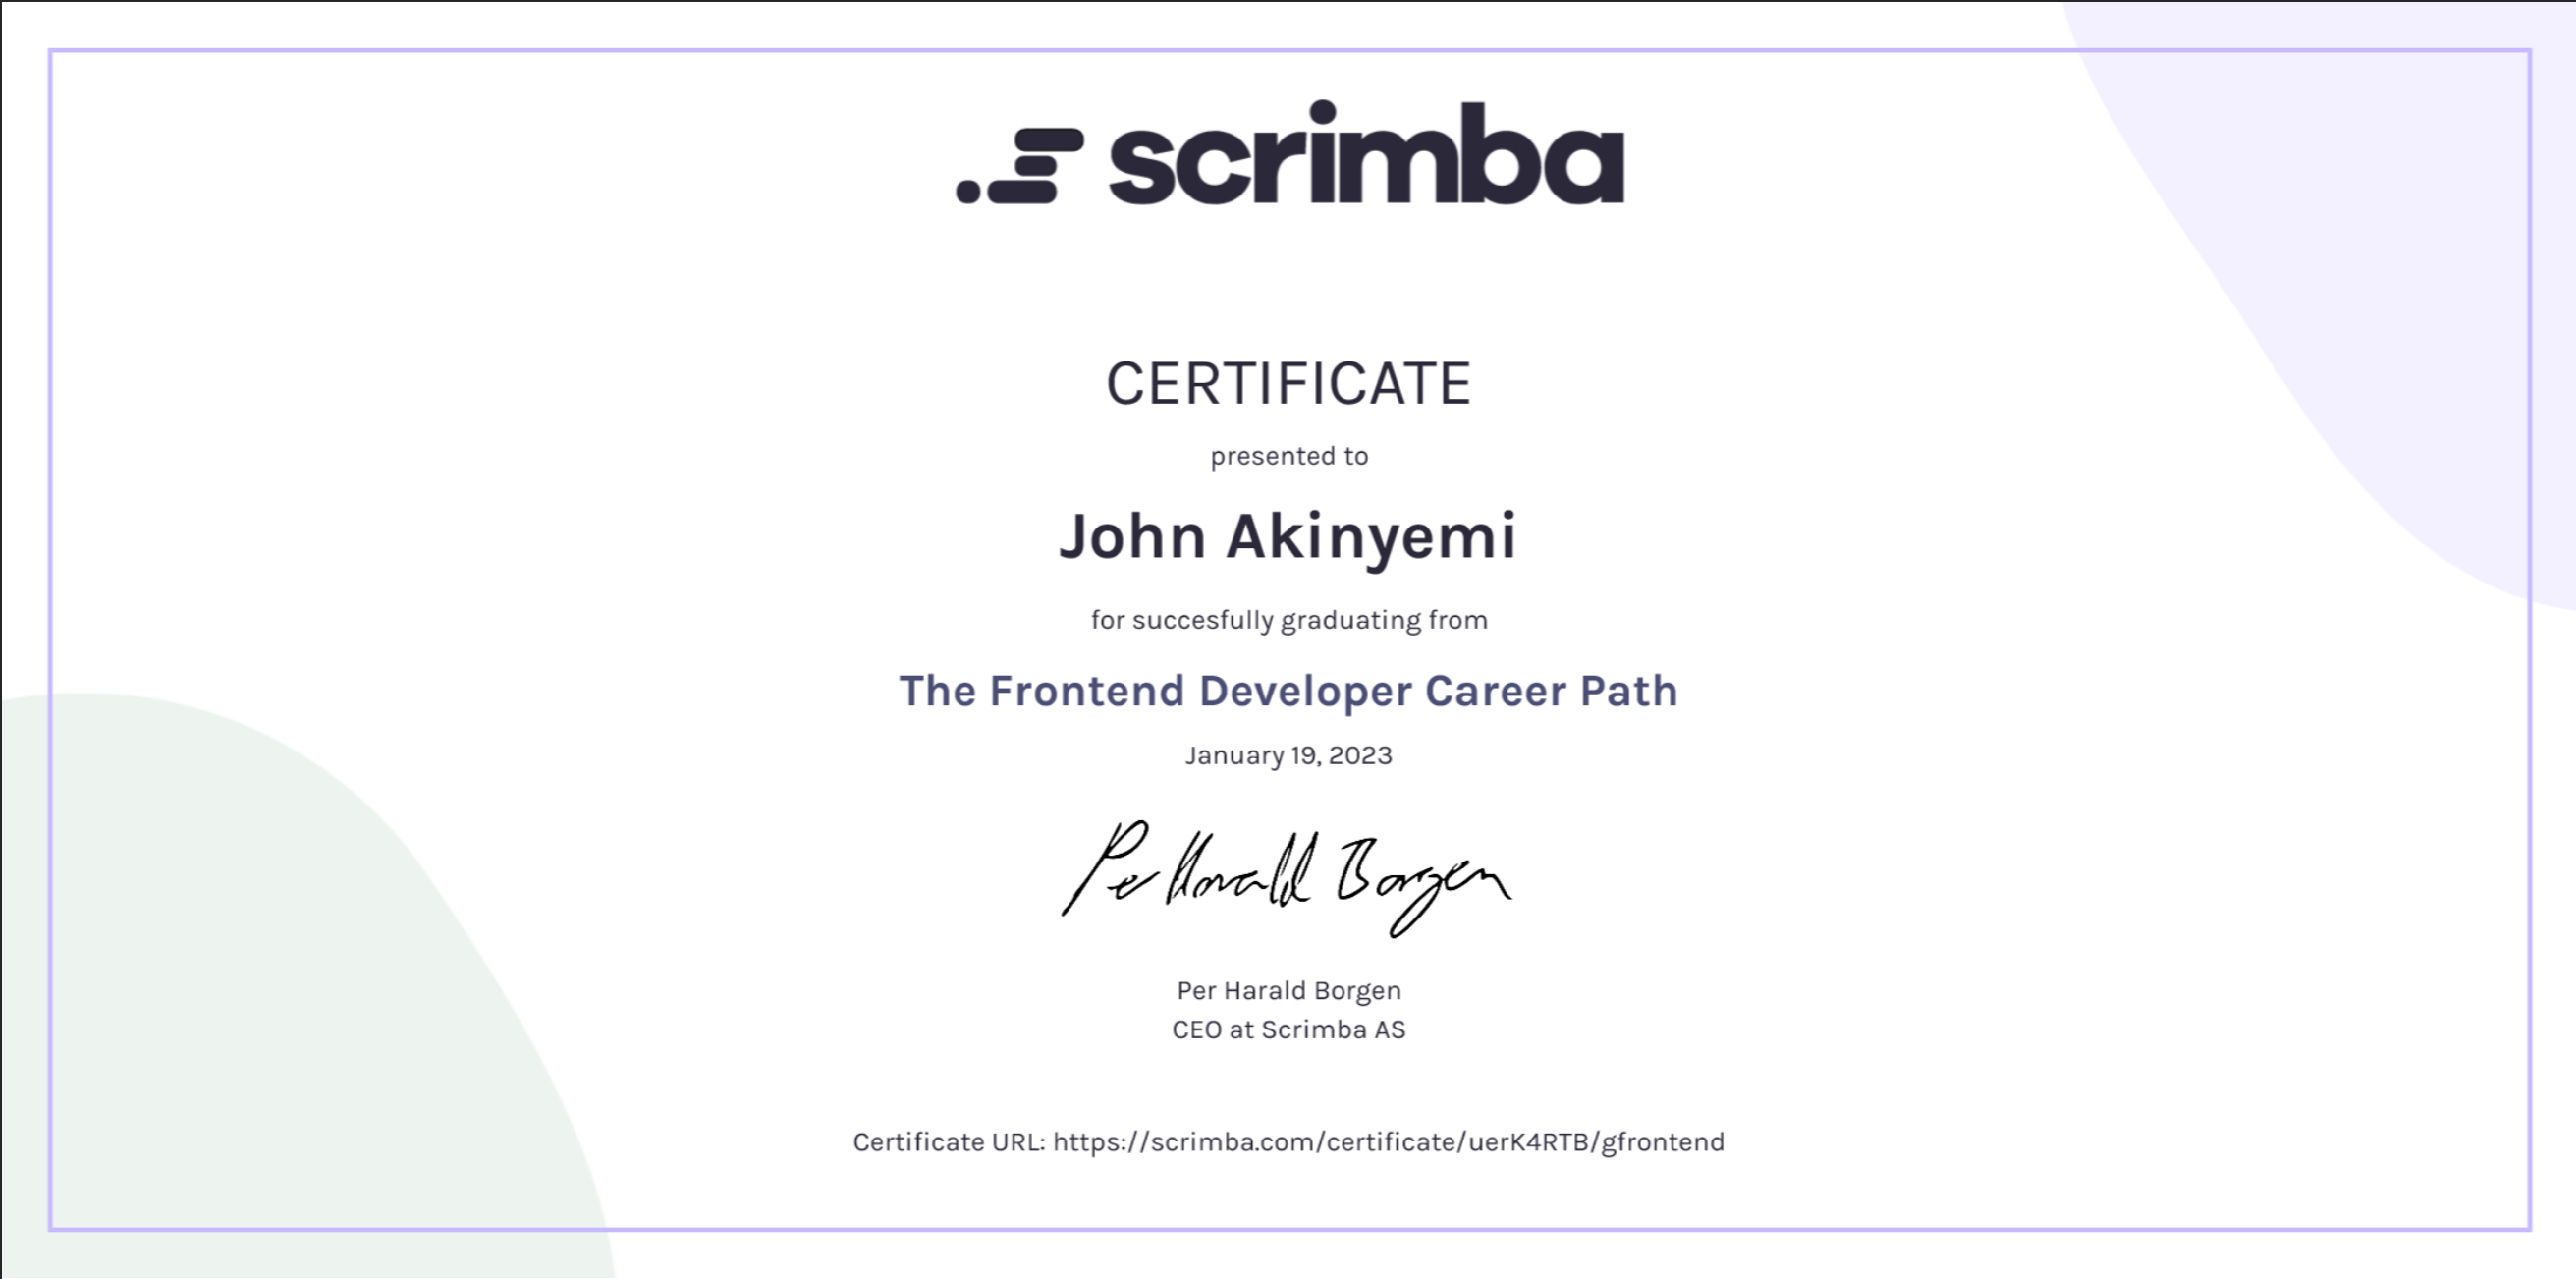 scrimba
CERTIFICATE
presented to
John Akinyemi
for succesfully graduating from
The Frontend Developer Career Path
January 19, 2023
Per Harald Borgen
Per Harald Borgen
CEO at Scrimba AS
Certificate URL: https://scrimba.com/certificate/uerK4RTB/gfrontend